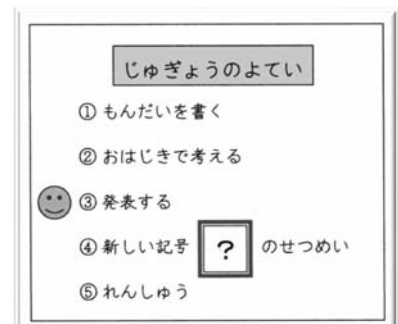 じゅぎょうのよてい
① もんだいを書く
② おはじきで考える
③ 発表する
④ 新しい記号 ? のせつめい
⑤ れんしゅう